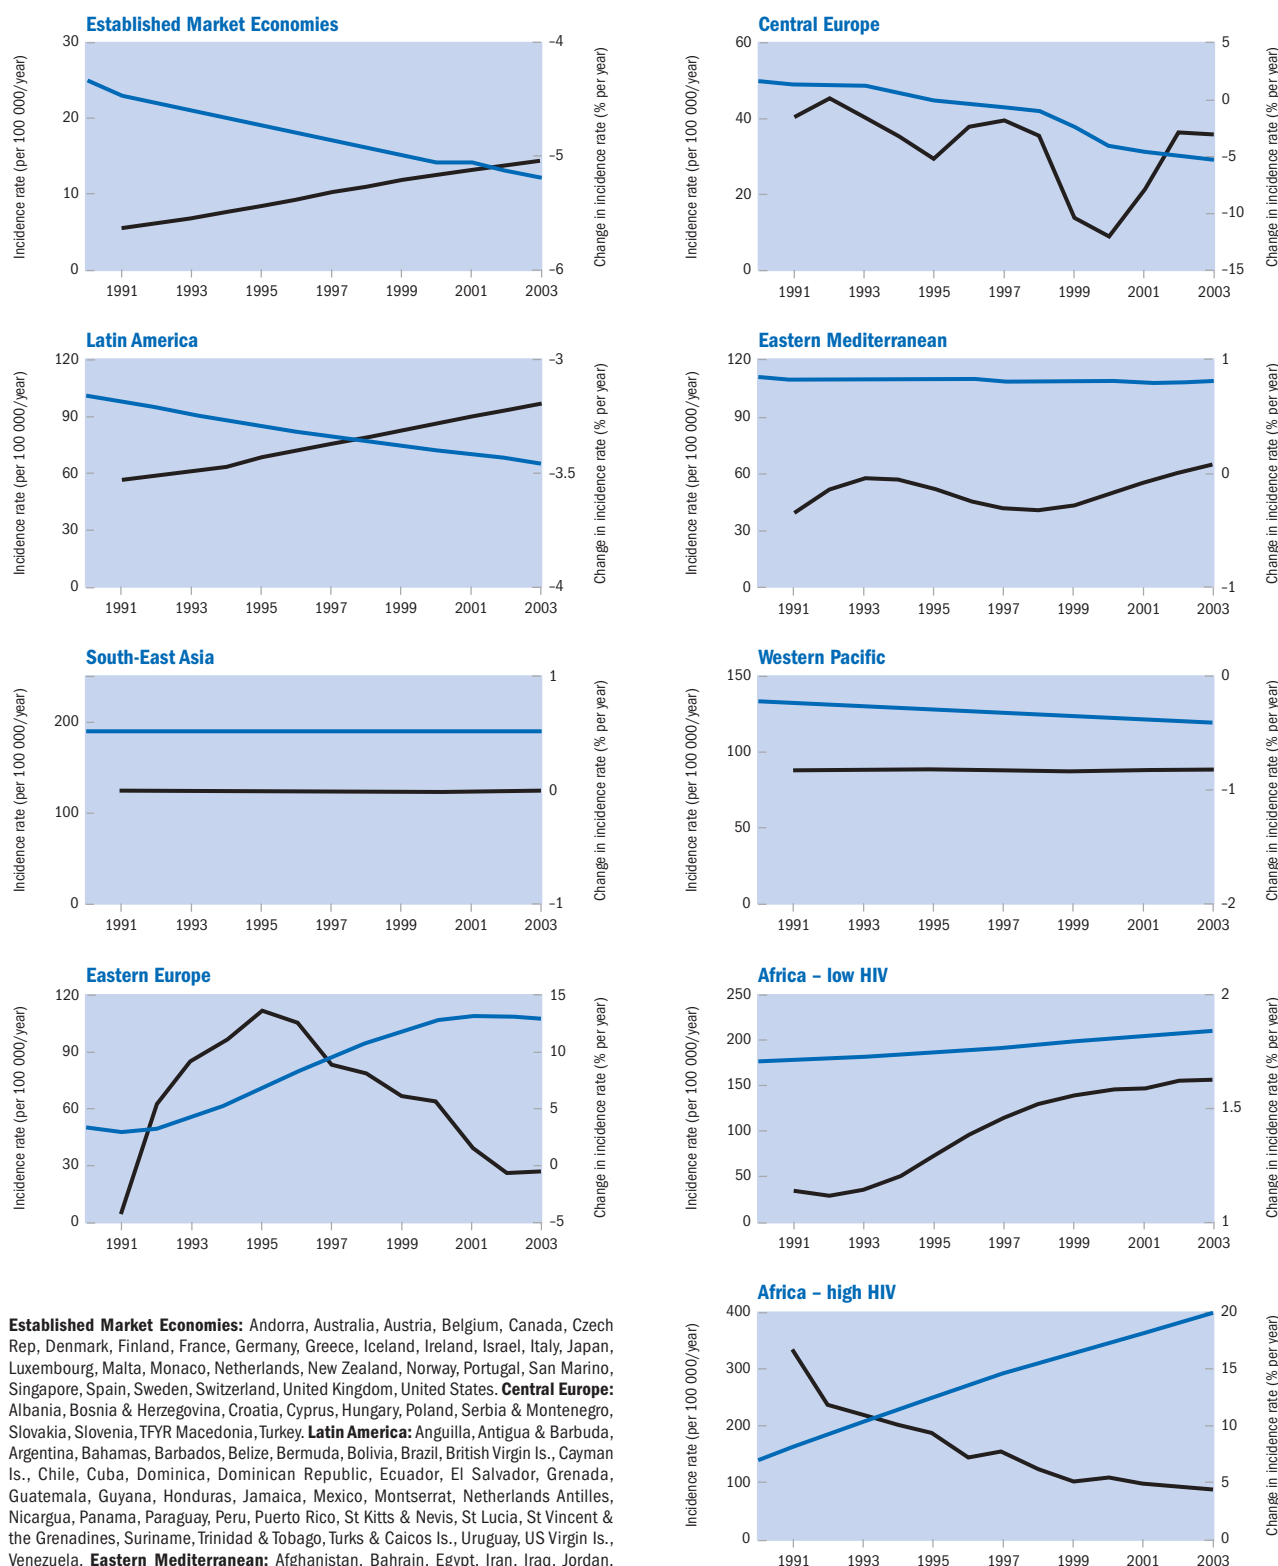 Established Market Economies
Incidence rate (per 100 000/year)
30
20
10
0
–4
–5
–6
Change in incidence rate (% per year)
1991 1993 1995 1997 1999 2001 2003
Central Europe
Incidence rate (per 100 000/year)
60
40
20
0
5
0
–5
–10
–15
Change in incidence rate (% per year)
1991 1993 1995 1997 1999 2001 2003
Latin America
Incidence rate (per 100 000/year)
120
90
60
30
0
–3
–3.5
–4
Change in incidence rate (% per year)
1991 1993 1995 1997 1999 2001 2003
Eastern Mediterranean
Incidence rate (per 100 000/year)
120
90
60
30
0
1
0
–1
Change in incidence rate (% per year)
1991 1993 1995 1997 1999 2001 2003
South-East Asia
Incidence rate (per 100 000/year)
200
100
0
1
0
–1
Change in incidence rate (% per year)
1991 1993 1995 1997 1999 2001 2003
Western Pacific
Incidence rate (per 100 000/year)
150
100
50
0
0
–1
–2
Change in incidence rate (% per year)
1991 1993 1995 1997 1999 2001 2003
Eastern Europe
Incidence rate (per 100 000/year)
120
90
60
30
0
15
10
5
0
–5
Change in incidence rate (% per year)
1991 1993 1995 1997 1999 2001 2003
Africa – low HIV
Incidence rate (per 100 000/year)
250
200
150
100
50
0
2
1.5
1
Change in incidence rate (% per year)
1991 1993 1995 1997 1999 2001 2003
Africa – high HIV
Incidence rate (per 100 000/year)
400
300
200
100
0
20
15
10
5
0
Change in incidence rate (% per year)
1991 1993 1995 1997 1999 2001 2003
Established Market Economies: Andorra, Australia, Austria, Belgium, Canada, Czech
Rep, Denmark, Finland, France, Germany, Greece, Iceland, Ireland, Israel, Italy, Japan,
Luxembourg, Malta, Monaco, Netherlands, New Zealand, Norway, Portugal, San Marino,
Singapore, Spain, Sweden, Switzerland, United Kingdom, United States. Central Europe:
Albania, Bosnia & Herzegovina, Croatia, Cyprus, Hungary, Poland, Serbia & Montenegro,
Slovakia, Slovenia, TFYR Macedonia, Turkey. Latin America: Anguilla, Antigua & Barbuda,
Argentina, Bahamas, Barbados, Belize, Bermuda, Bolivia, Brazil, British Virgin Is., Cayman
Is., Chile, Cuba, Dominica, Dominican Republic, Ecuador, El Salvador, Grenada,
Guatemala, Guyana, Honduras, Jamaica, Mexico, Montserrat, Netherlands Antilles,
Nicargua, Panama, Paraguay, Peru, Puerto Rico, St Kitts & Nevis, St Lucia, St Vincent &
the Grenadines, Suriname, Trinidad & Tobago, Turks & Caicos Is., Uruguay, US Virgin Is.,
Venezuela. Eastern Mediterranean: Afghanistan, Bahrain, Egypt, Iran, Iraq, Jordan,